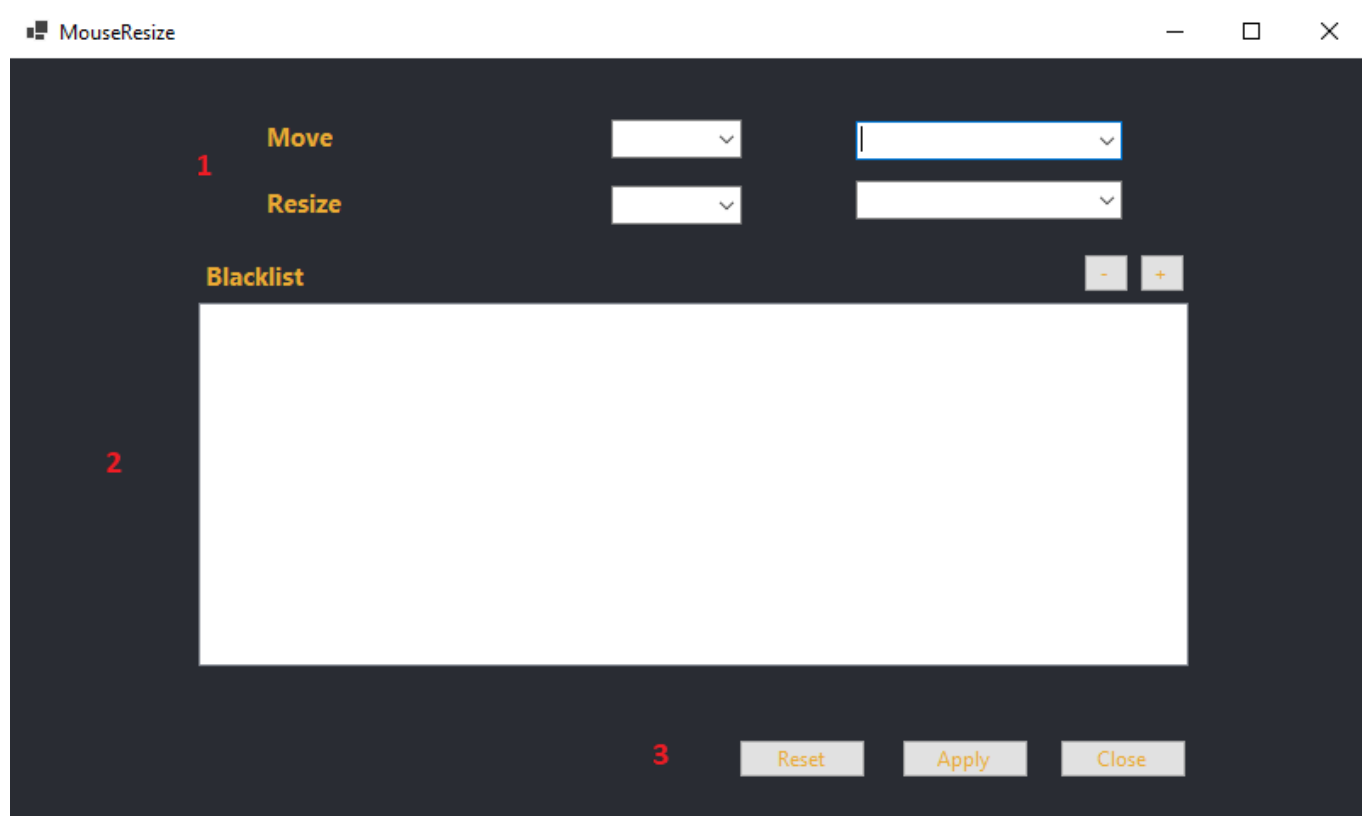 MouseResize
Move
1
Resize
Blacklist - +
2
3 Reset Apply Close